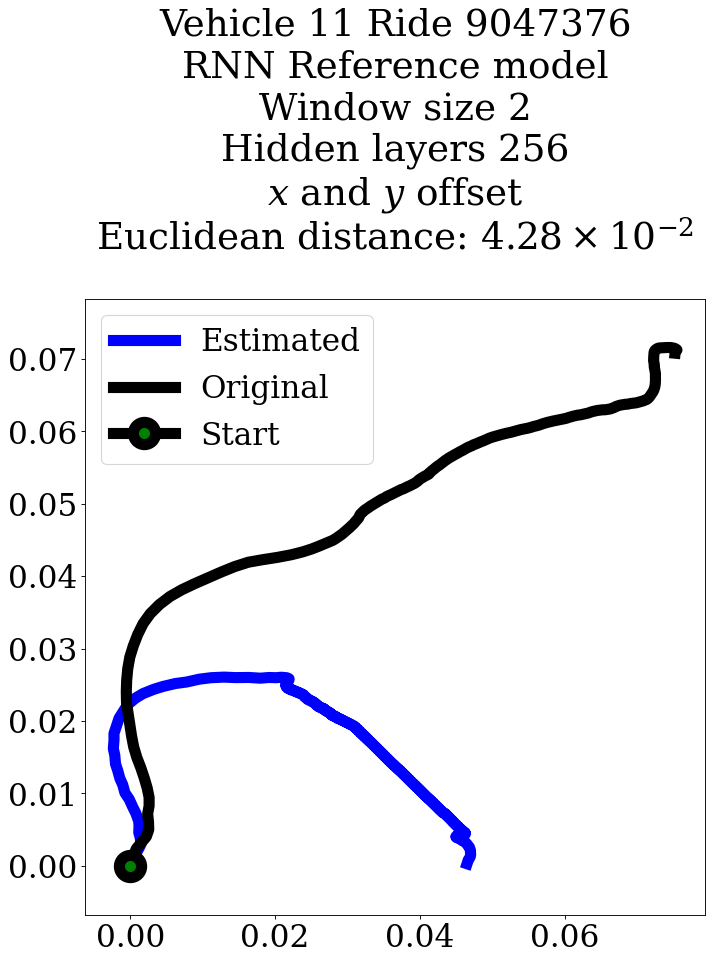 Vehicle 11 Ride 9047376
RNN Reference model
Window size 2
Hidden layers 256
x and y offset
Euclidean distance: 4.28 × 10⁻²
Estimated
Original
Start
0.07
0.06
0.05
0.04
0.03
0.02
0.01
0.00
0.00 0.02 0.04 0.06